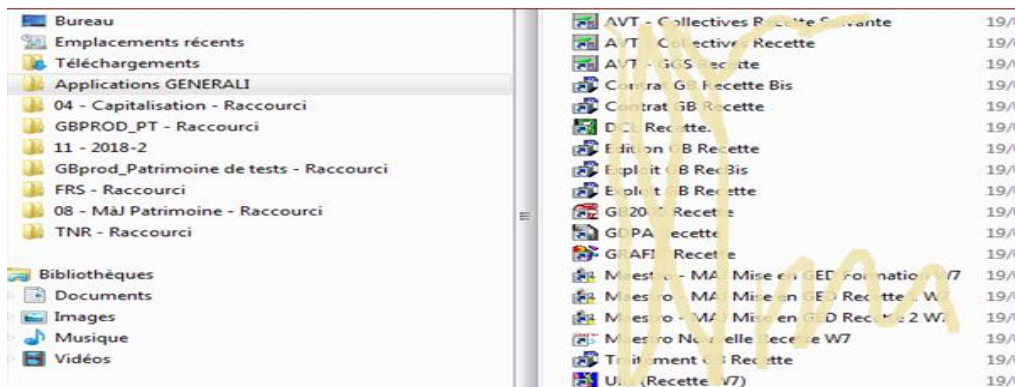 Bureau
Emplacements récents
Téléchargements
Applications GENERALI
04 - Capitalisation - Raccourci
GBPROD_PT - Raccourci
11 - 2018-2
GBprod_Patrimoine de tests - Raccourci
FRS - Raccourci
08 - MàJ Patrimoine - Raccourci
TNR - Raccourci
Bibliothèques
Documents
Images
Musique
Vidéos
AVT - Collectives Recette Suivante 19/
AVT - Collectives Recette 19/
AVT - GGS Recette 19/
Contrat GB Recette Bis 19/
Contrat GB Recette 19/
DCL Recette. 19/
Edition GB Recette 19/
Exploit GB RecBis 19/
Exploit GB Recette 19/
GB2000 Recette 19/
GDPA Recette 19/
Recette 19/
Maestro - MAJ Mise en GED Formation W7 19/
Maestro - MAJ Mise en GED Recette 1 W7 19/
Maestro - MAJ Mise en GED Recette 2 W7 19/
Maestro Nouvelle Recette W7 19/
Traitement GB Recette 19/
(Recette W7) 19/